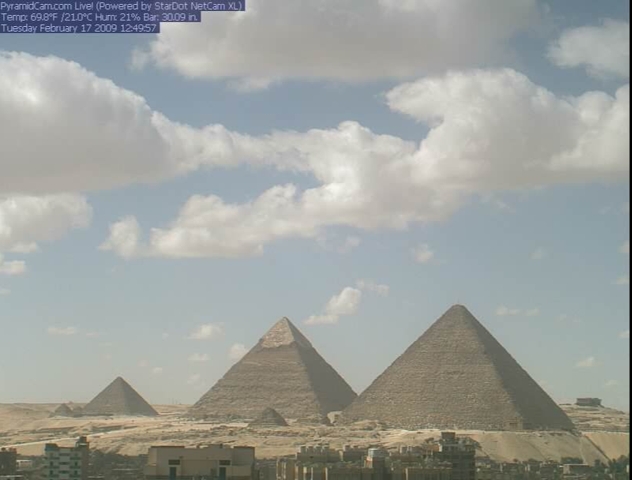 PyramidCam.com Live! (Powered by StarDot NetCam XL)
Temp: 69.8°F /21.0°C Hum: 21% Bar: 30.09 in.
Tuesday February 17 2009 12:49:57